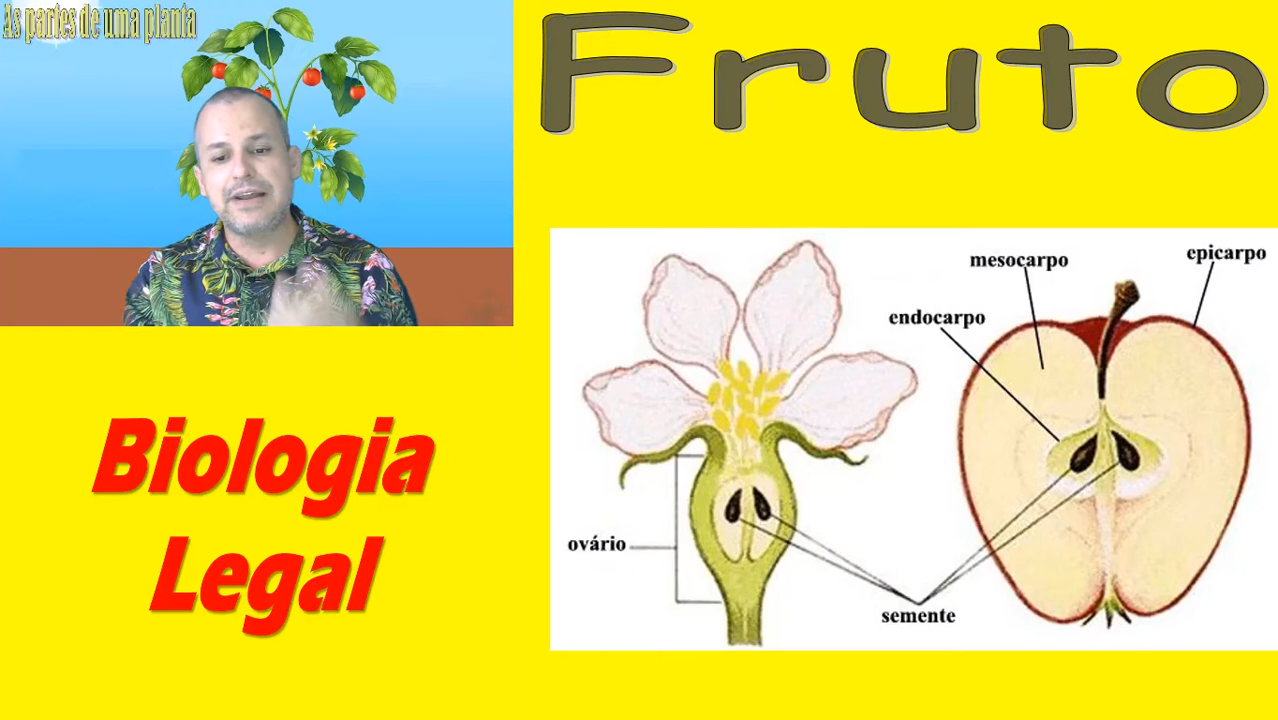 As partes de uma planta
Fruto
mesocarpo
epicarpo
endocarpo
ovário
semente
Biologia
Legal